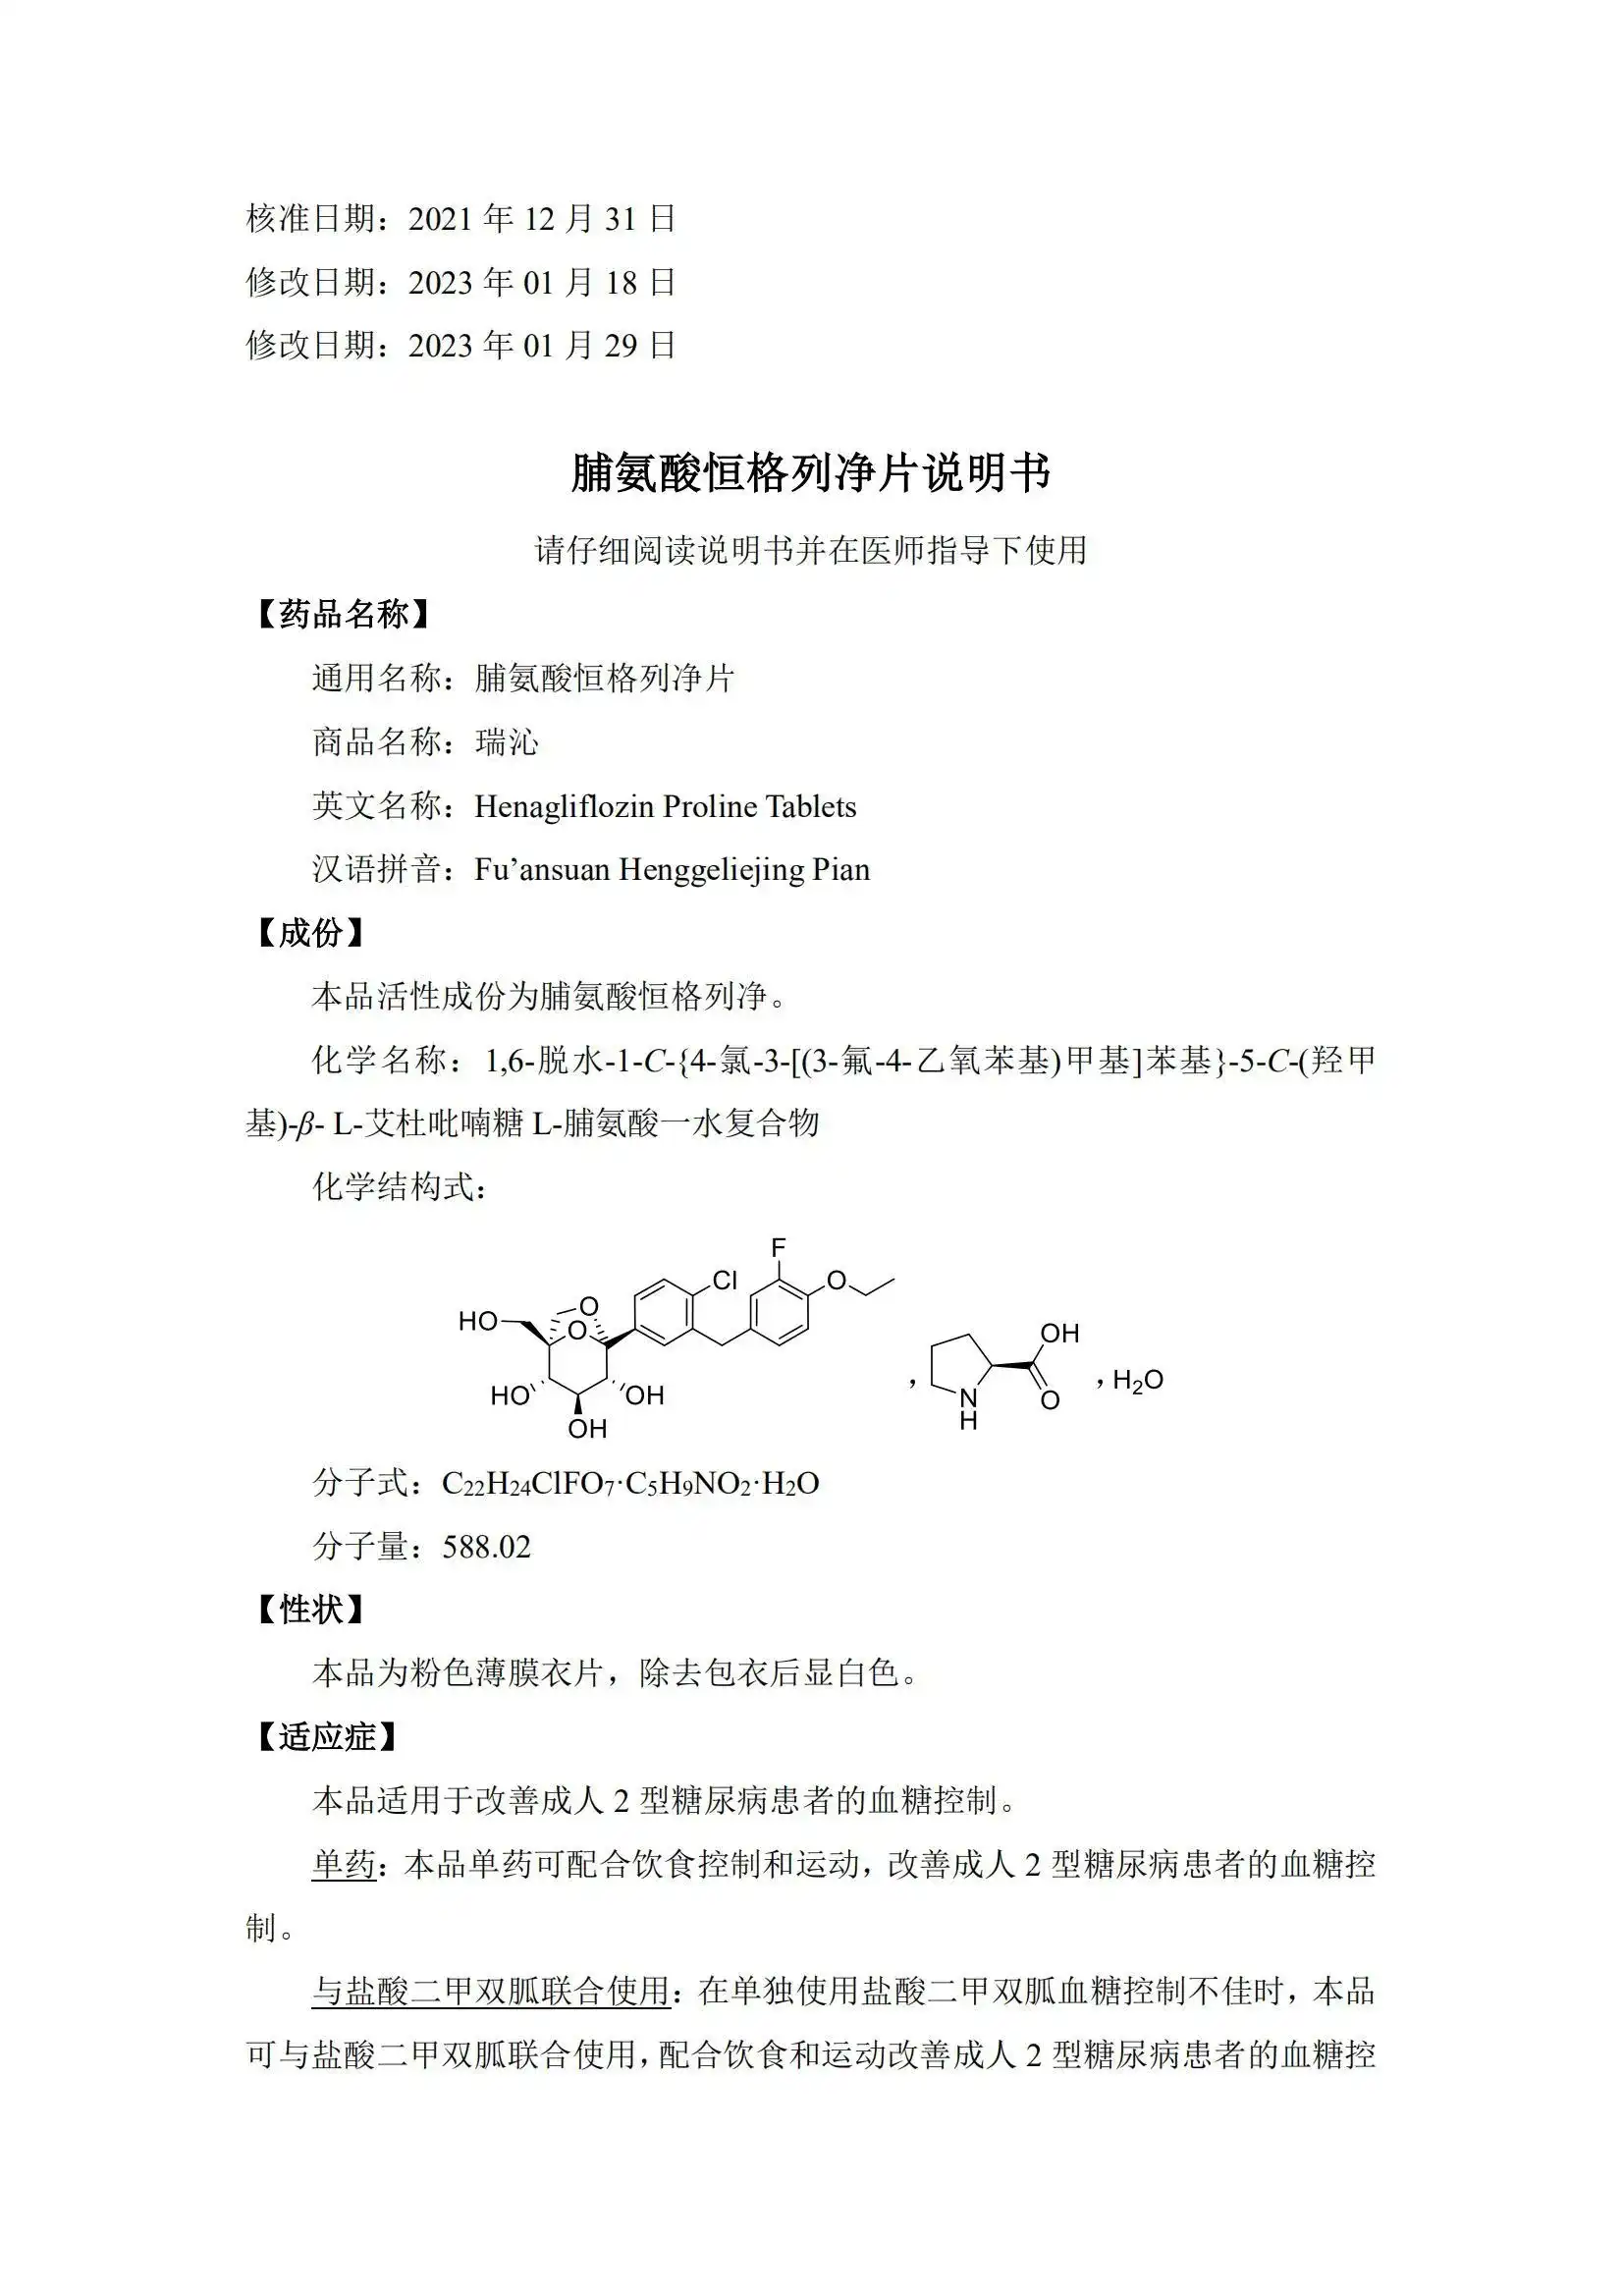 核准日期：2021 年 12 月 31 日
修改日期：2023 年 01 月 18 日
修改日期：2023 年 01 月 29 日
脯氨酸恒格列净片说明书
请仔细阅读说明书并在医师指导下使用
【药品名称】
通用名称：脯氨酸恒格列净片
商品名称：瑞沁
英文名称：Henagliflozin Proline Tablets
汉语拼音：Fu’ansuan Henggeliejing Pian
【成份】
本品活性成份为脯氨酸恒格列净。
化学名称：1,6-脱水-1-C-{4-氯-3-[(3-氟-4-乙氧苯基)甲基]苯基}-5-C-(羟甲
基)-β- L-艾杜吡喃糖 L-脯氨酸一水复合物
化学结构式：
F
Cl
O
HO
O
O
OH
HO
OH
OH
N
H
O
，
，H₂O
分子式：C₂₂H₂₄ClFO₇·C₅H₉NO₂·H₂O
分子量：588.02
【性状】
本品为粉色薄膜衣片，除去包衣后显白色。
【适应症】
本品适用于改善成人 2 型糖尿病患者的血糖控制。
单药：本品单药可配合饮食控制和运动，改善成人 2 型糖尿病患者的血糖控
制。
与盐酸二甲双胍联合使用：在单独使用盐酸二甲双胍血糖控制不佳时，本品
可与盐酸二甲双胍联合使用，配合饮食和运动改善成人 2 型糖尿病患者的血糖控